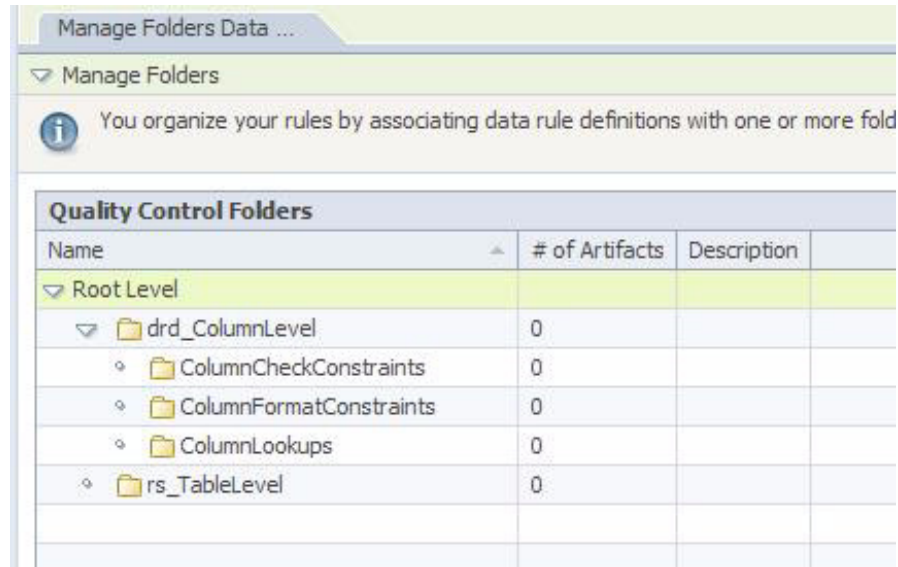 Manage Folders Data ...
Manage Folders
You organize your rules by associating data rule definitions with one or more fold
Quality Control Folders
Name # of Artifacts Description
Root Level
drd_ColumnLevel 0
ColumnCheckConstraints 0
ColumnFormatConstraints 0
ColumnLookups 0
rs_TableLevel 0